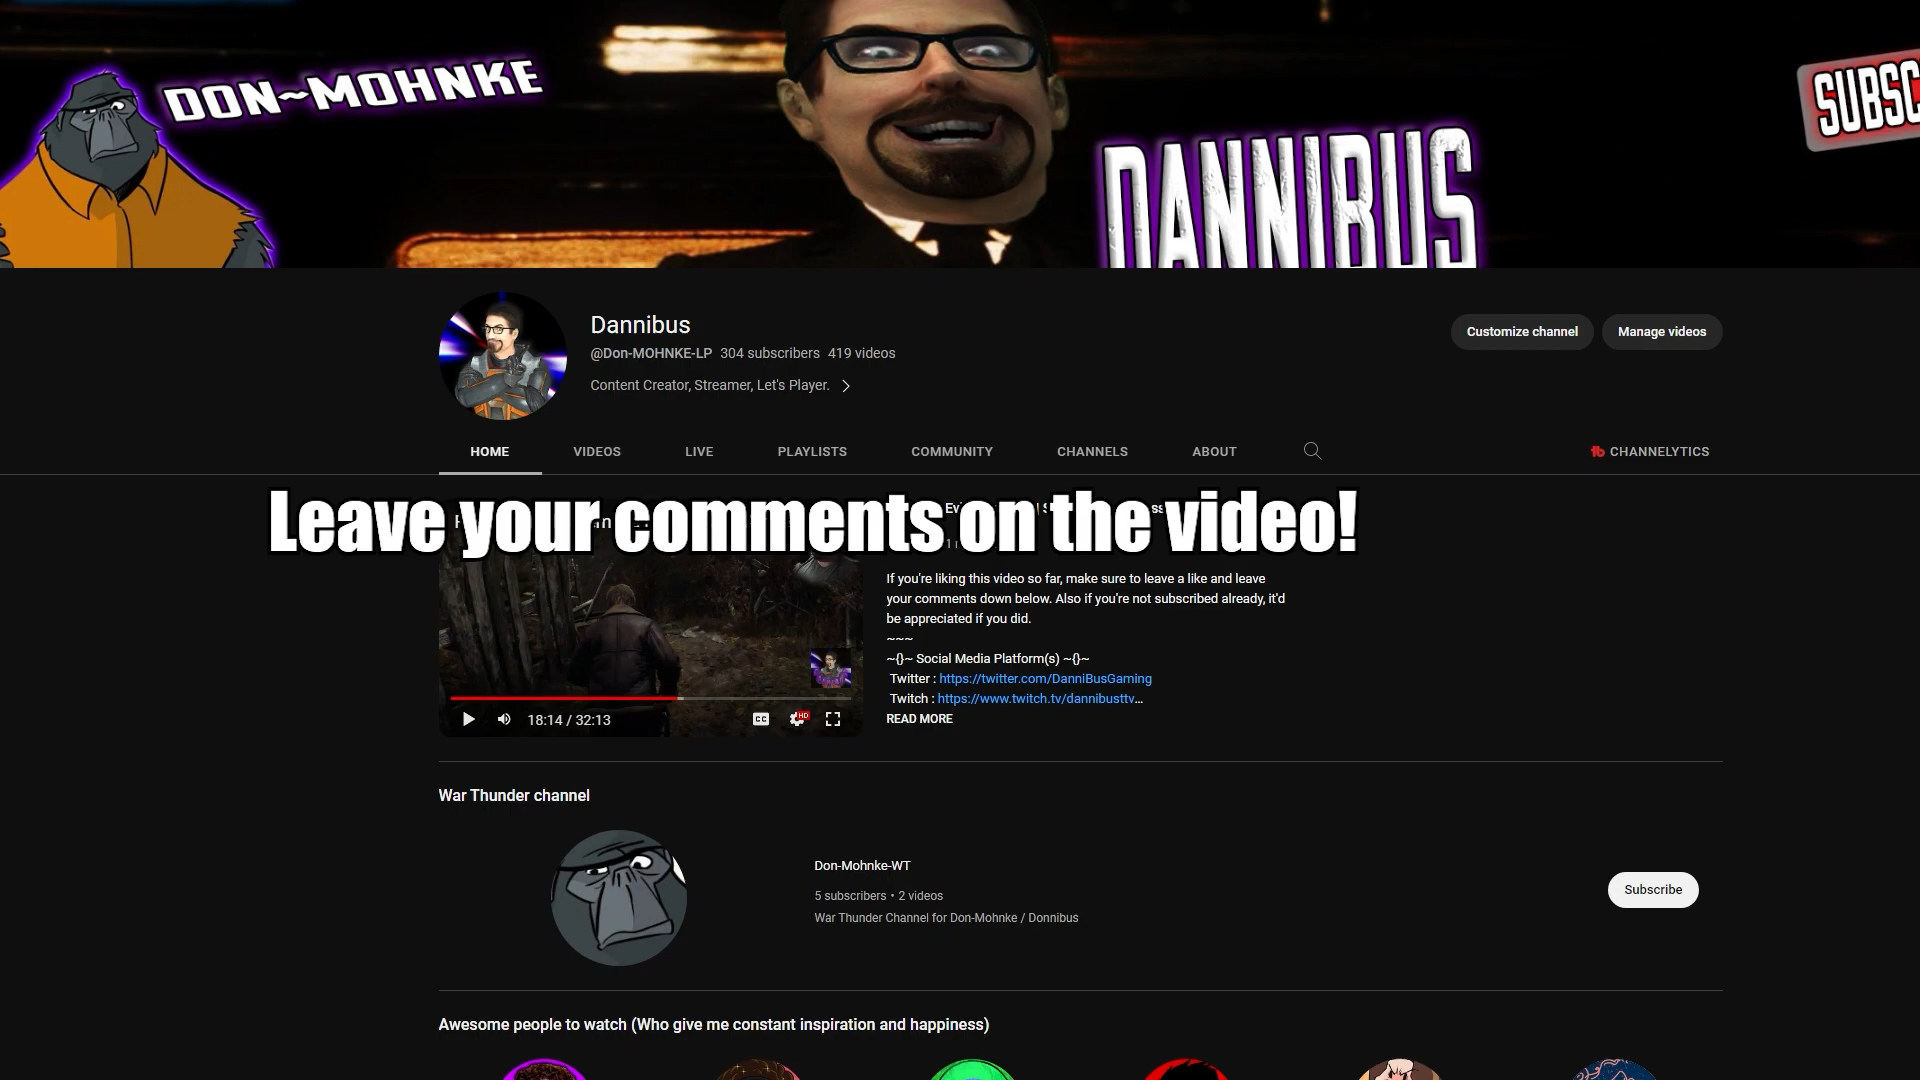 DON~MOHNKE
DANNIBUS
SUBSC
Dannibus
@Don-MOHNKE-LP 304 subscribers 419 videos
Content Creator, Streamer, Let's Player.
Customize channel
Manage videos
HOME
VIDEOS
LIVE
PLAYLISTS
COMMUNITY
CHANNELS
ABOUT
CHANNELYTICS
Leave your comments on the video!
If you're liking this video so far, make sure to leave a like and leave
your comments down below. Also if you're not subscribed already, it'd
be appreciated if you did.
~~~
~{}~ Social Media Platform(s) ~{}~
Twitter : https://twitter.com/DanniBusGaming
Twitch : https://www.twitch.tv/dannibusttv...
READ MORE
18:14 / 32:13
CC
HD
War Thunder channel
Don-Mohnke-WT
5 subscribers • 2 videos
War Thunder Channel for Don-Mohnke / Donnibus
Subscribe
Awesome people to watch (Who give me constant inspiration and happiness)